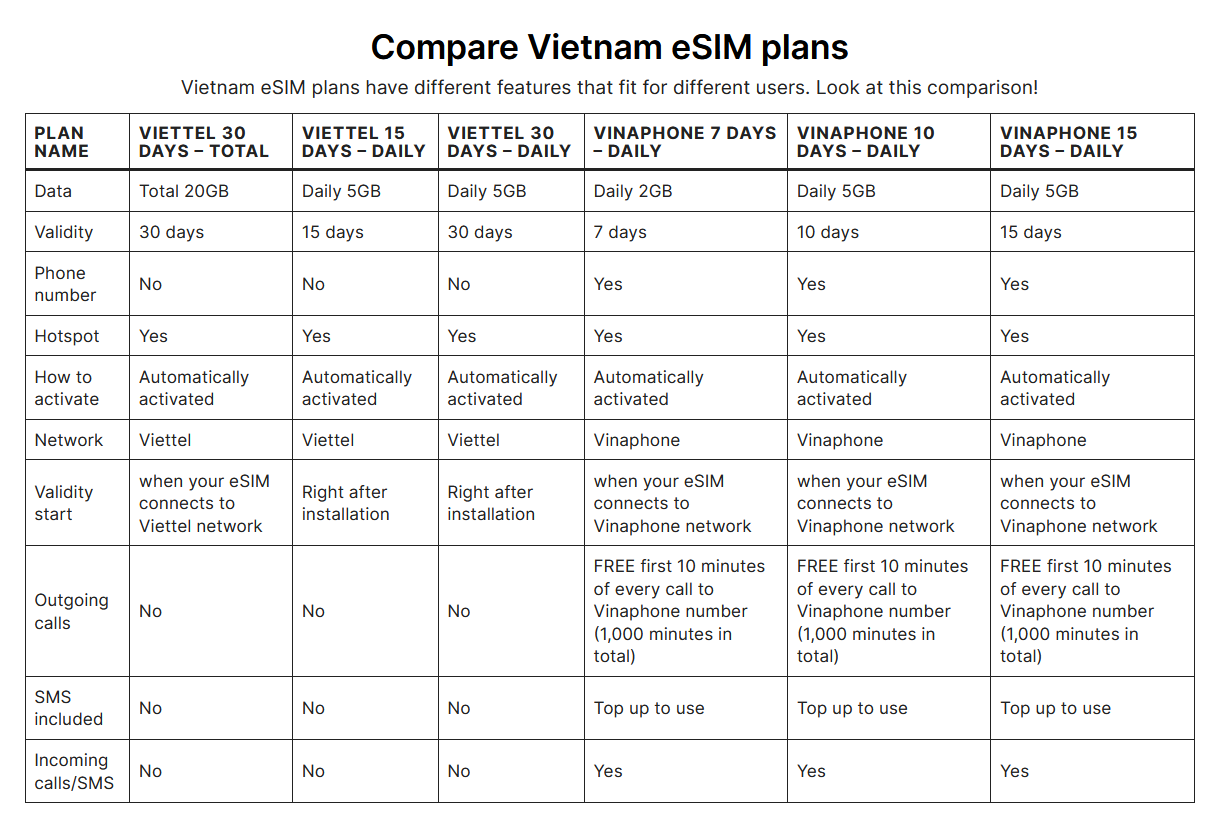 Compare Vietnam eSIM plans
Vietnam eSIM plans have different features that fit for different users. Look at this comparison!
PLAN NAME | VIETTEL 30 DAYS – TOTAL | VIETTEL 15 DAYS – DAILY | VIETTEL 30 DAYS – DAILY | VINAPHONE 7 DAYS – DAILY | VINAPHONE 10 DAYS – DAILY | VINAPHONE 15 DAYS – DAILY
Data | Total 20GB | Daily 5GB | Daily 5GB | Daily 2GB | Daily 5GB | Daily 5GB
Validity | 30 days | 15 days | 30 days | 7 days | 10 days | 15 days
Phone number | No | No | No | Yes | Yes | Yes
Hotspot | Yes | Yes | Yes | Yes | Yes | Yes
How to activate | Automatically activated | Automatically activated | Automatically activated | Automatically activated | Automatically activated | Automatically activated
Network | Viettel | Viettel | Viettel | Vinaphone | Vinaphone | Vinaphone
Validity start | when your eSIM connects to Viettel network | Right after installation | Right after installation | when your eSIM connects to Vinaphone network | when your eSIM connects to Vinaphone network | when your eSIM connects to Vinaphone network
Outgoing calls | No | No | No | FREE first 10 minutes of every call to Vinaphone number (1,000 minutes in total) | FREE first 10 minutes of every call to Vinaphone number (1,000 minutes in total) | FREE first 10 minutes of every call to Vinaphone number (1,000 minutes in total)
SMS included | No | No | No | Top up to use | Top up to use | Top up to use
Incoming calls/SMS | No | No | No | Yes | Yes | Yes